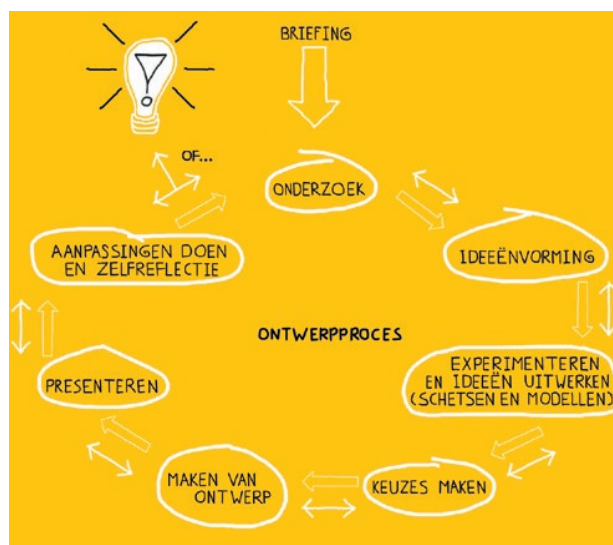 BRIEFING
OF...
ONDERZOEK
IDEEËNVORMING
EXPERIMENTEREN
EN IDEEËN UITWERKEN
(SCHETSEN EN MODELLEN)
KEUZES MAKEN
MAKEN VAN
ONTWERP
PRESENTEREN
AANPASSINGEN DOEN
EN ZELFREFLECTIE
ONTWERPPROCES